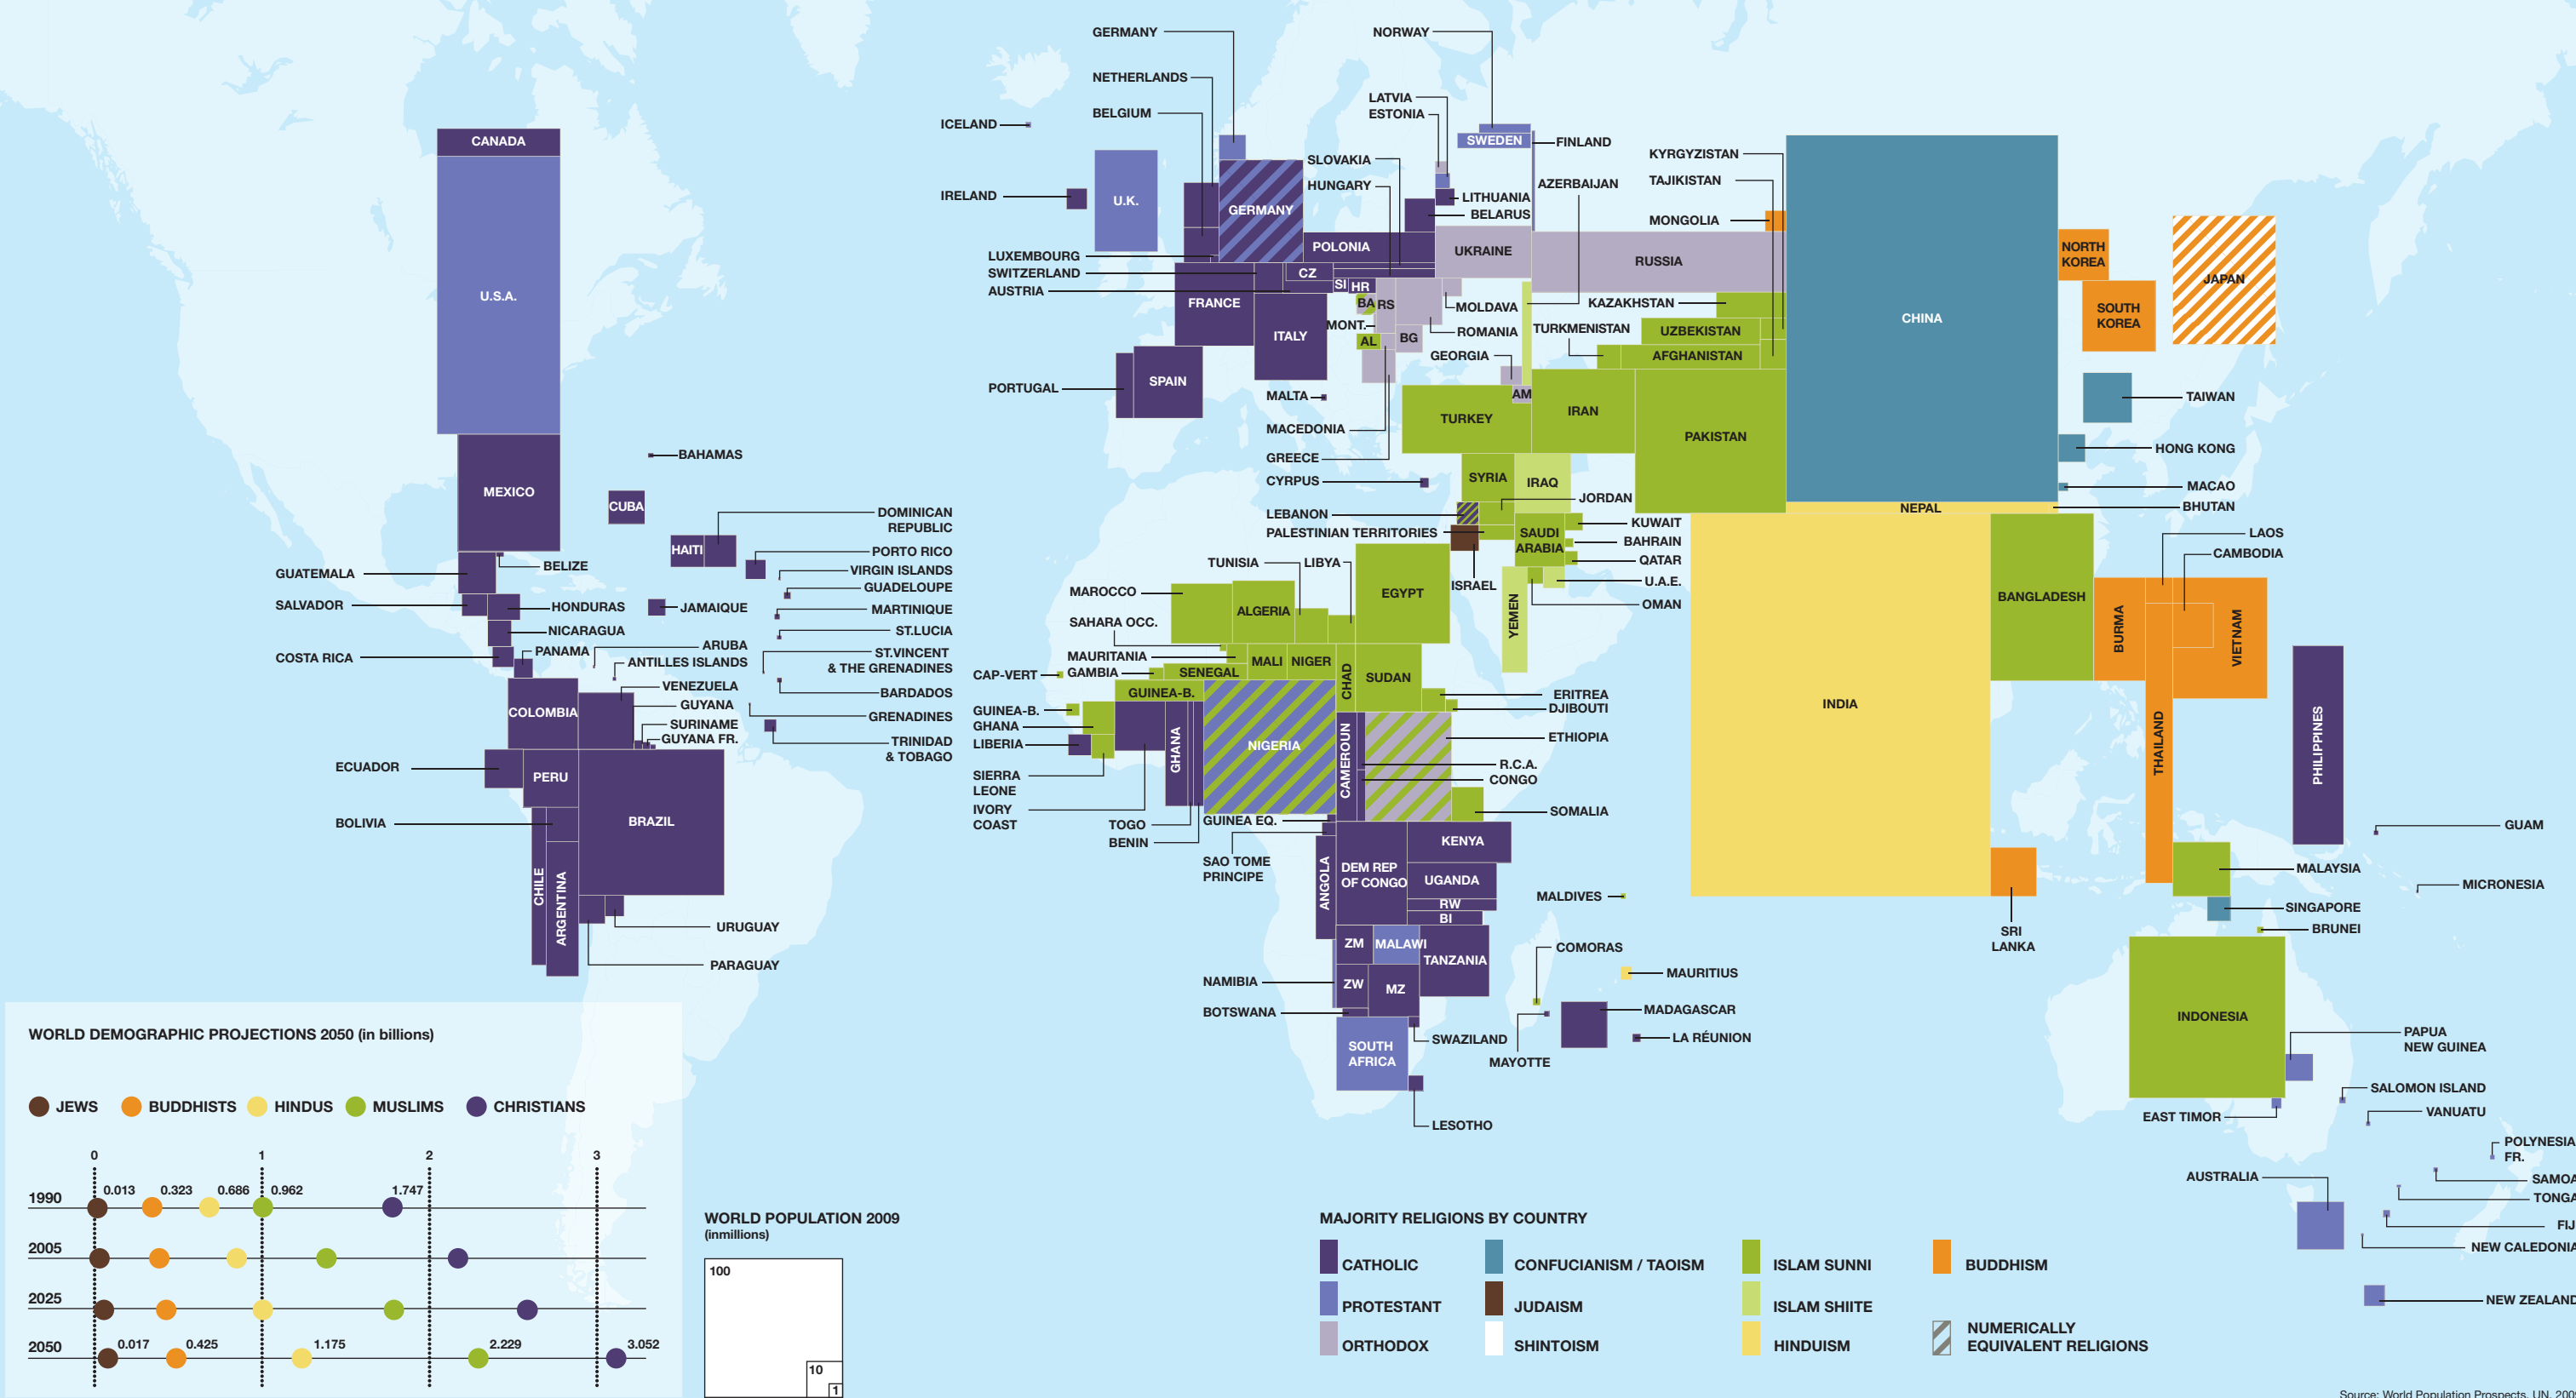 GERMANY
NETHERLANDS
BELGIUM
ICELAND
IRELAND
U.K.
GERMANY
LUXEMBOURG
SWITZERLAND
AUSTRIA
FRANCE
ITALY
SPAIN
PORTUGAL
NORWAY
LATVIA
ESTONIA
SWEDEN
FINLAND
SLOVAKIA
HUNGARY
LITHUANIA
BELARUS
AZERBAIJAN
POLONIA
UKRAINE
CZ
SI
HR
BA
RS
MONT.
AL
BG
MOLDAVA
ROMANIA
GEORGIA
AM
MALTA
MACEDONIA
GREECE
CYRPUS
KYRGYZISTAN
TAJIKISTAN
MONGOLIA
RUSSIA
KAZAKHSTAN
TURKMENISTAN
UZBEKISTAN
AFGHANISTAN
TURKEY
IRAN
PAKISTAN
CHINA
NORTH
KOREA
SOUTH
KOREA
JAPAN
TAIWAN
HONG KONG
MACAO
NEPAL
BHUTAN
LAOS
CAMBODIA
SYRIA
IRAQ
JORDAN
LEBANON
PALESTINIAN TERRITORIES
ISRAEL
SAUDI
ARABIA
KUWAIT
BAHRAIN
QATAR
U.A.E.
OMAN
YEMEN
INDIA
BANGLADESH
BURMA
THAILAND
VIETNAM
PHILIPPINES
SRI
LANKA
MALDIVES
GUAM
MALAYSIA
MICRONESIA
SINGAPORE
BRUNEI
INDONESIA
PAPUA
NEW GUINEA
SALOMON ISLAND
EAST TIMOR
VANUATU
POLYNESIA
FR.
AUSTRALIA
SAMOA
TONGA
FIJ
NEW CALEDONIA
NEW ZEALAND
CANADA
U.S.A.
MEXICO
BAHAMAS
CUBA
DOMINICAN
REPUBLIC
HAITI
PORTO RICO
VIRGIN ISLANDS
GUADELOUPE
JAMAIQUE
MARTINIQUE
ST.LUCIA
ARUBA
ST.VINCENT
& THE GRENADINES
ANTILLES ISLANDS
BARDADOS
GRENADINES
TRINIDAD
& TOBAGO
GUATEMALA
BELIZE
SALVADOR
HONDURAS
NICARAGUA
COSTA RICA
PANAMA
VENEZUELA
GUYANA
SURINAME
GUYANA FR.
COLOMBIA
ECUADOR
PERU
BOLIVIA
BRAZIL
CHILE
ARGENTINA
URUGUAY
PARAGUAY
TUNISIA
LIBYA
MAROCCO
ALGERIA
EGYPT
SAHARA OCC.
MAURITANIA
MALI
NIGER
CHAD
SUDAN
CAP-VERT
GAMBIA
SENEGAL
GUINEA-B.
ERITREA
DJIBOUTI
GUINEA-B.
GHANA
LIBERIA
SIERRA
LEONE
IVORY
COAST
GHANA
TOGO
BENIN
NIGERIA
CAMEROUN
ETHIOPIA
R.C.A.
CONGO
SOMALIA
GUINEA EQ.
SAO TOME
PRINCIPE
ANGOLA
DEM REP
OF CONGO
KENYA
UGANDA
RW
BI
ZM
MALAWI
TANZANIA
ZW
MZ
NAMIBIA
BOTSWANA
SOUTH
AFRICA
SWAZILAND
LESOTHO
COMORAS
MAURITIUS
MADAGASCAR
LA RÉUNION
MAYOTTE
WORLD DEMOGRAPHIC PROJECTIONS 2050 (in billions)
JEWS
BUDDHISTS
HINDUS
MUSLIMS
CHRISTIANS
0 1 2 3
1990 0.013 0.323 0.686 0.962 1.747
2005
2025
2050 0.017 0.425 1.175 2.229 3.052
WORLD POPULATION 2009
(inmillions)
100
10
1
MAJORITY RELIGIONS BY COUNTRY
CATHOLIC
PROTESTANT
ORTHODOX
CONFUCIANISM / TAOISM
JUDAISM
SHINTOISM
ISLAM SUNNI
ISLAM SHIITE
HINDUISM
BUDDHISM
NUMERICALLY
EQUIVALENT RELIGIONS
Source: World Population Prospects, UN,